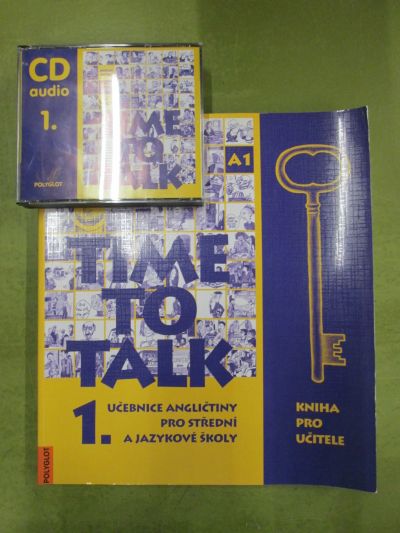 CD
audio
1.
POLYGLOT
TIME
TO
TALK
A1
TIME
TO
TALK
1.
UČEBNICE ANGLIČTINY
PRO STŘEDNÍ
A JAZYKOVÉ ŠKOLY
POLYGLOT
KNIHA
PRO
UČITELE